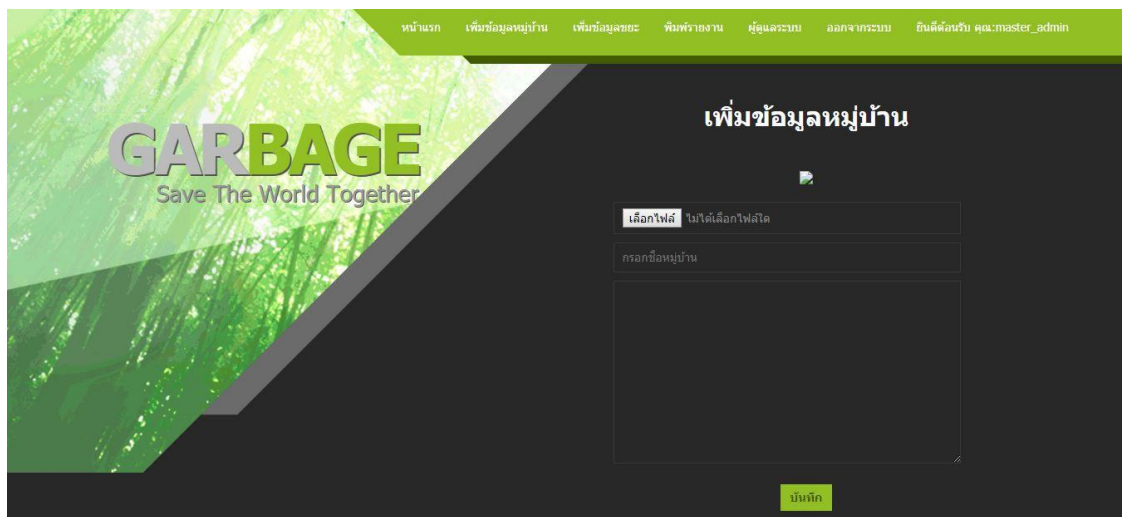 หน้าแรก เพิ่มข้อมูลหมู่บ้าน เพิ่มข้อมูลขยะ พิมพ์รายงาน ผู้ดูแลระบบ ออกจากระบบ ยินดีต้อนรับ คุณ:master_admin
GARBAGE
Save The World Together
เพิ่มข้อมูลหมู่บ้าน
เลือกไฟล์ ไม่ได้เลือกไฟล์ใด
กรอกชื่อหมู่บ้าน
บันทึก